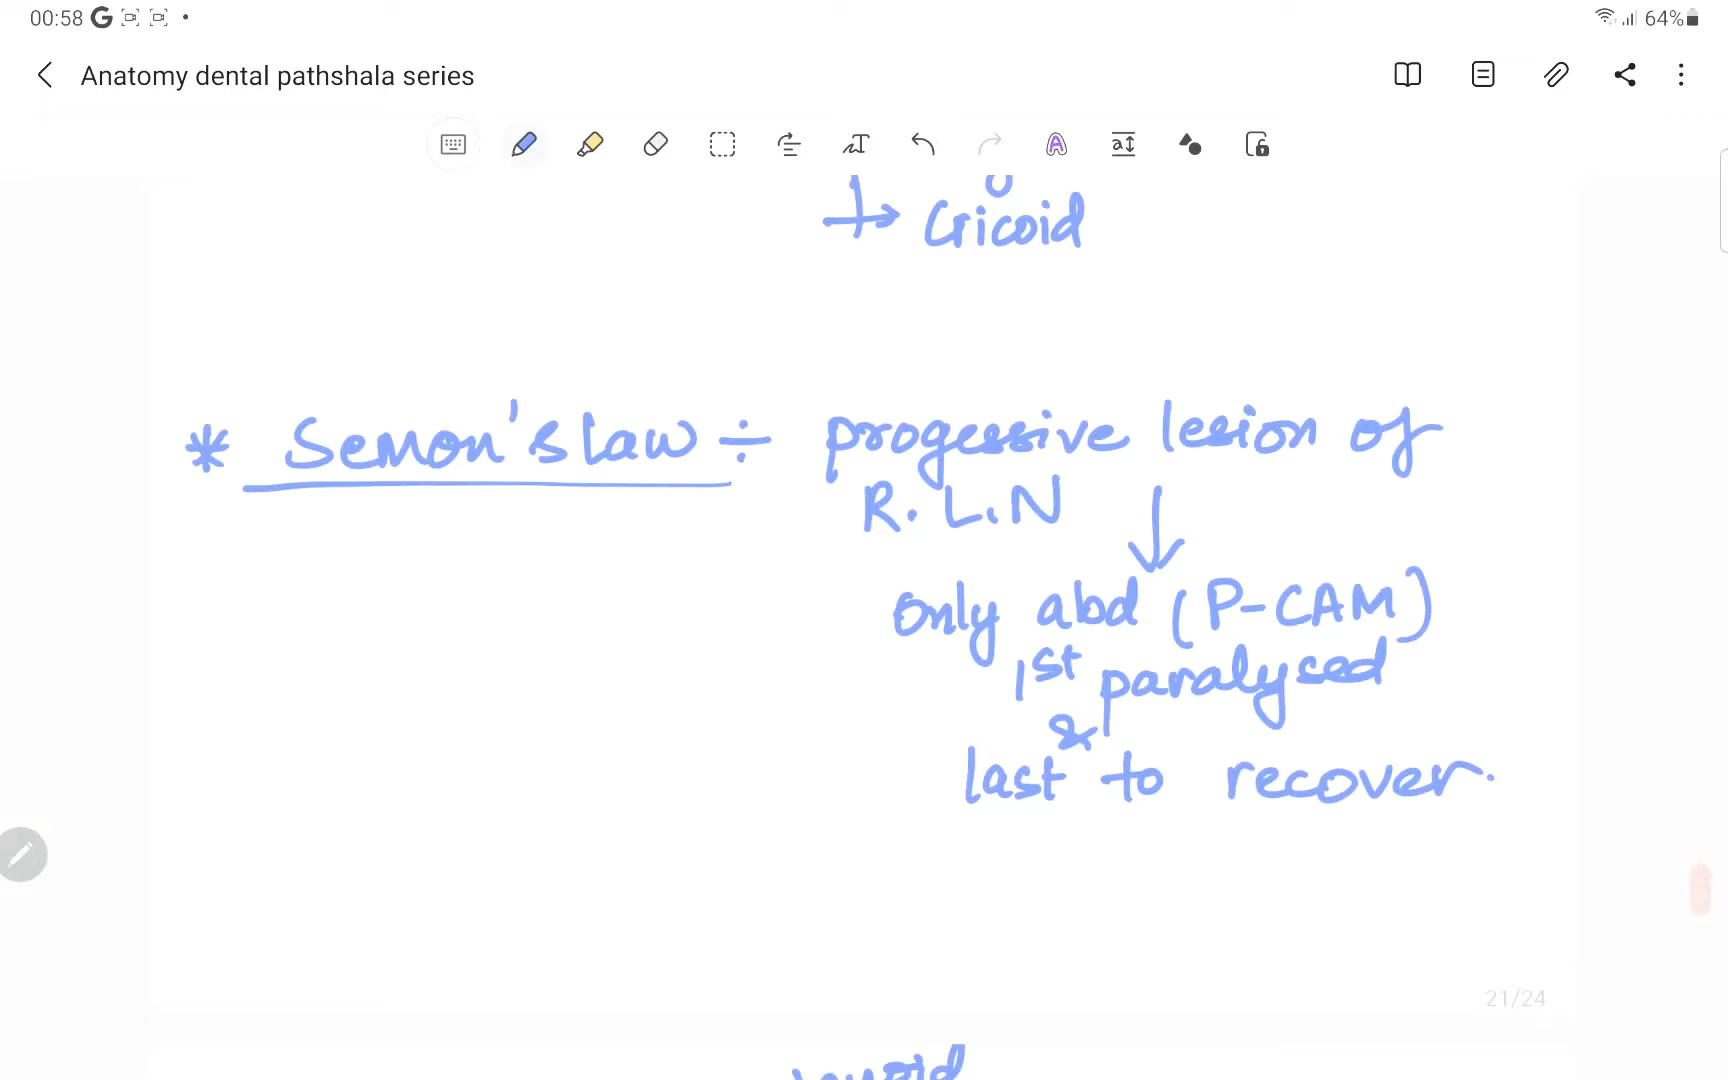 00:58 G 64%
Anatomy dental pathshala series
Cricoid
* Semon's law ÷ progessive lesion of
R.L.N
↓
Only abd (P-CAM)
1st paralysed
&
last to recover.
21/24